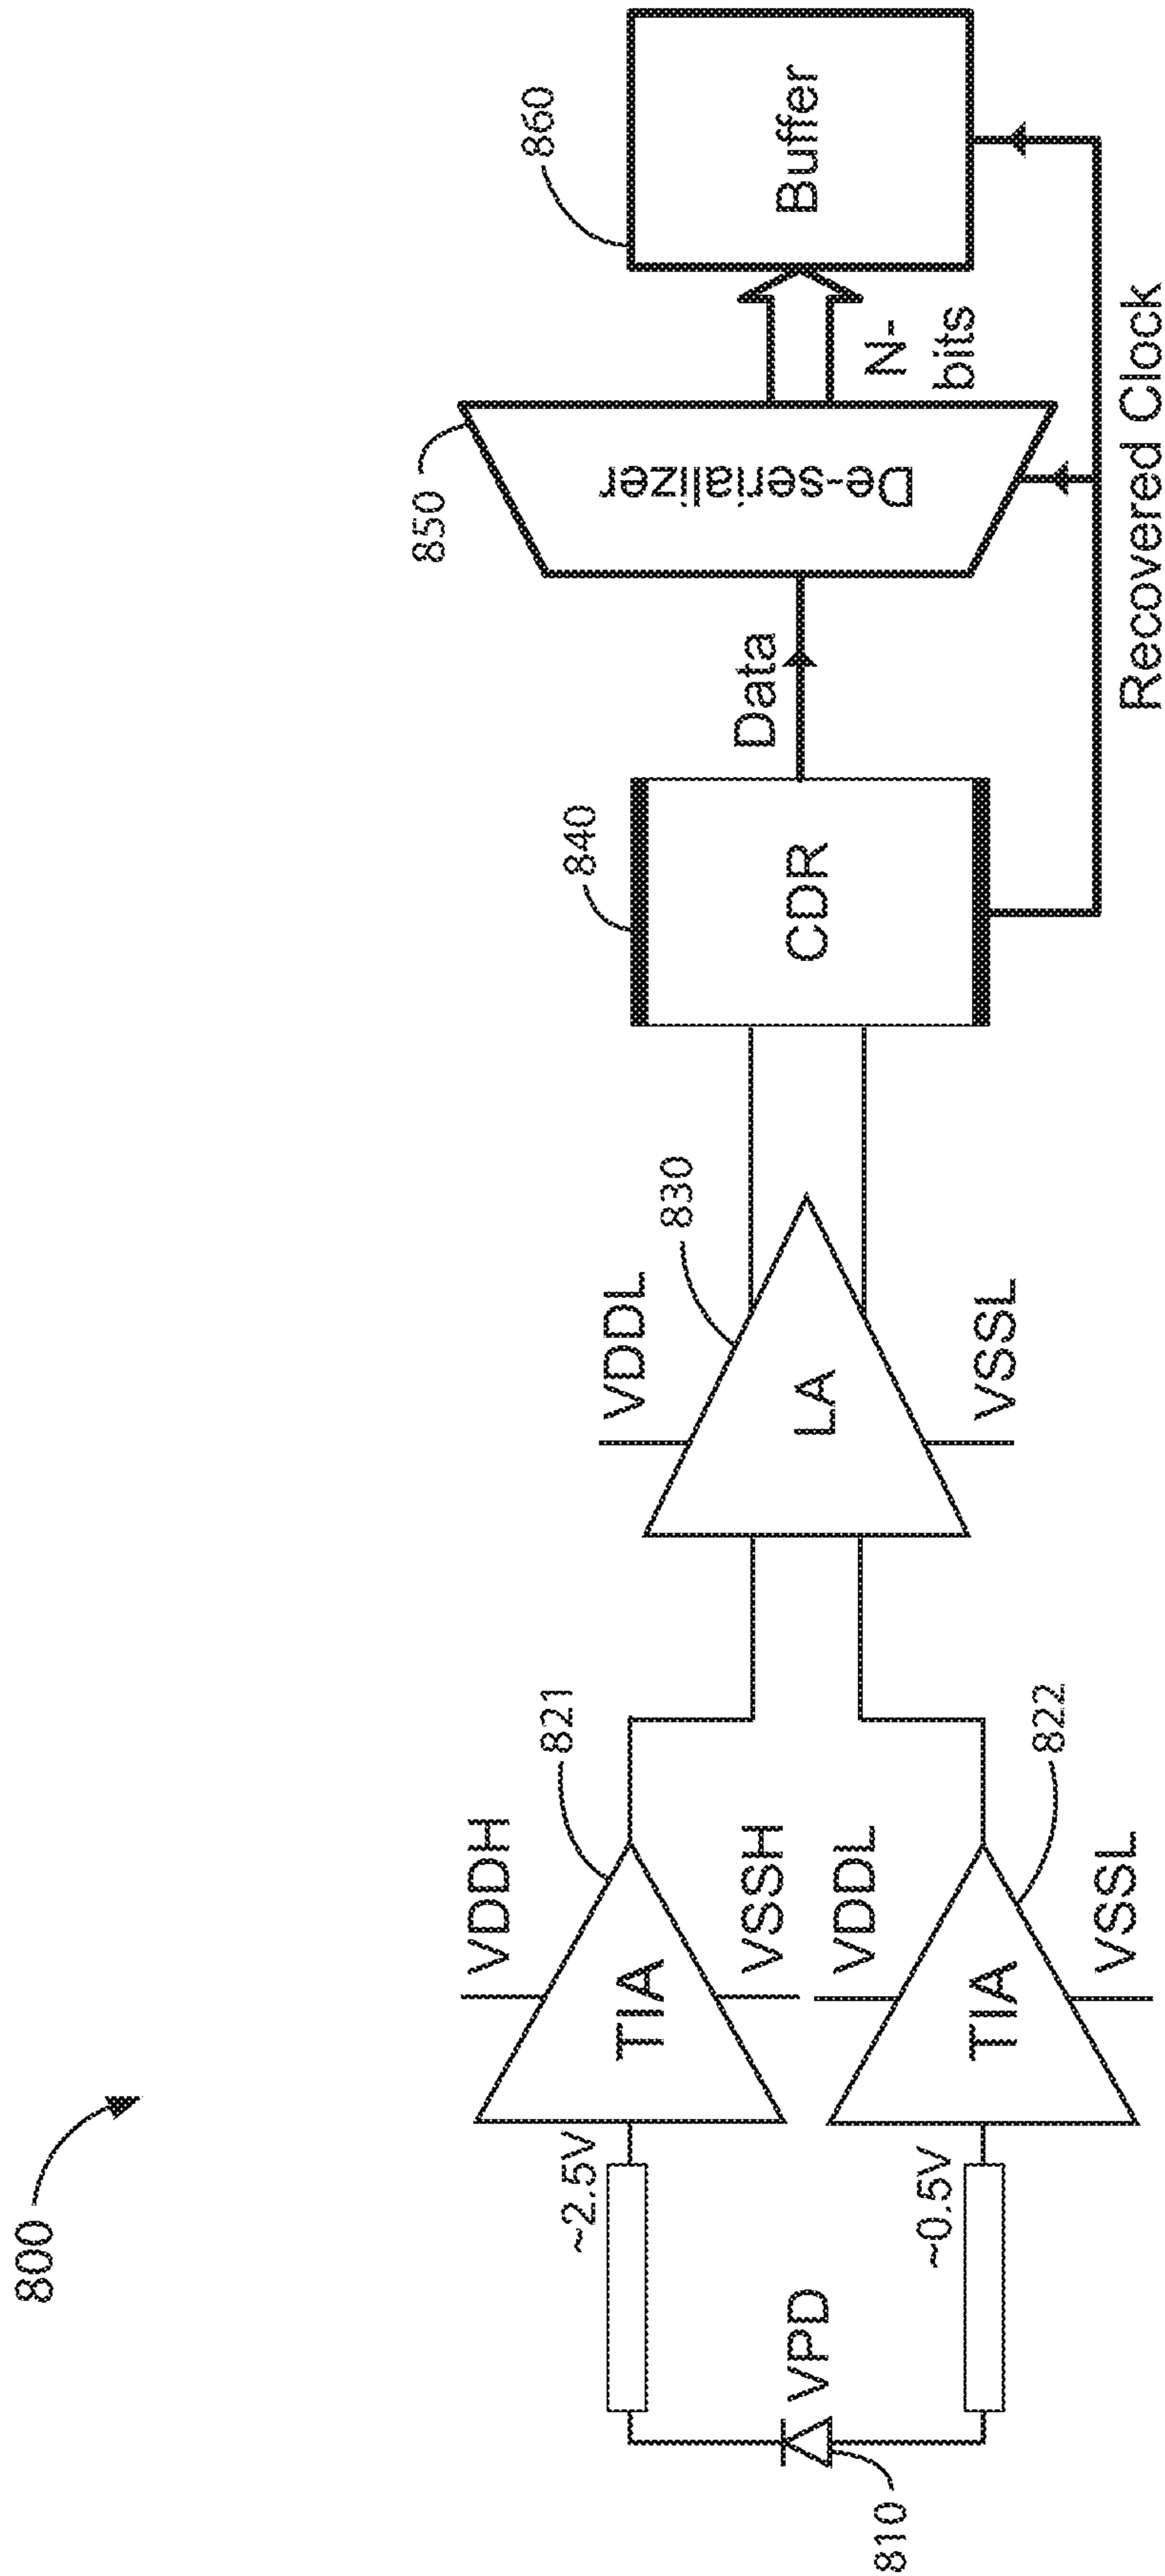 800
810
VPD
~2.5V
~0.5V
VDDH
TIA
821
VSSH
VDDL
TIA
822
VSSL
VDDL
LA
830
VSSL
840
CDR
Data
850
De-serializer
N-
bits
860
Buffer
Recovered Clock